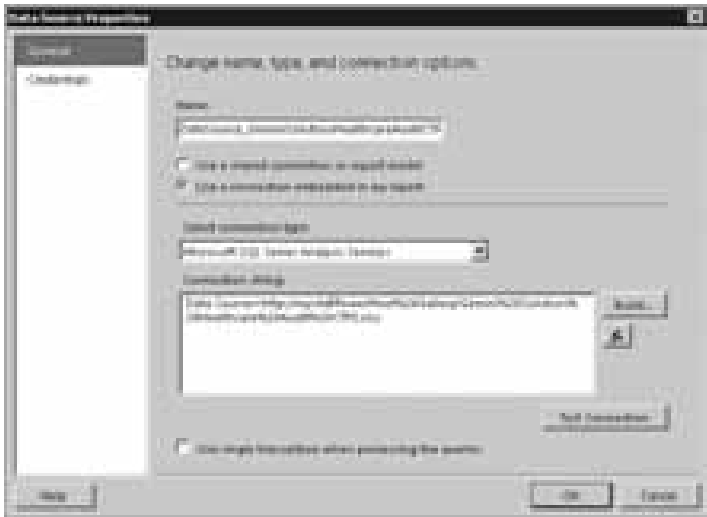 Data Source Properties
General
Credentials
Change name, type, and connection options.
Name:
Use a shared connection or report model
Use a connection embedded in my report
Select connection type:
Microsoft SQL Server Analysis Services
Connection string:
Build...
Test Connection
Use single transaction when processing the queries
Help
OK
Cancel